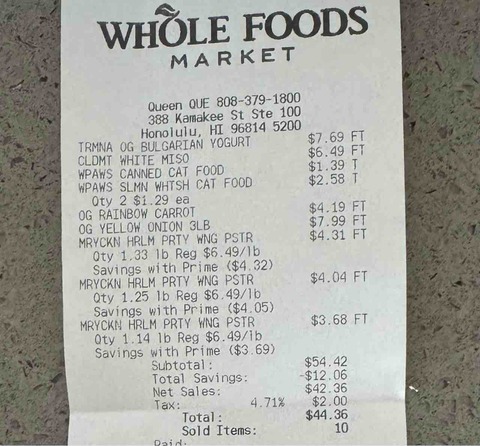 WHOLE FOODS
MARKET
Queen QUE 808-379-1800
388 Kamakee St Ste 100
Honolulu, HI 96814 5200
TRMNA OG BULGARIAN YOGURT $7.69 FT
CLDMT WHITE MISO $6.49 FT
WPAWS CANNED CAT FOOD $1.39 T
WPAWS SLMN WHTSH CAT FOOD $2.58 T
Qty 2 $1.29 ea
OG RAINBOW CARROT $4.19 FT
OG YELLOW ONION 3LB $7.99 FT
MRYCKN HRLM PRTY WNG PSTR $4.31 FT
Qty 1.33 lb Reg $6.49/lb
Savings with Prime ($4.32)
MRYCKN HRLM PRTY WNG PSTR $4.04 FT
Qty 1.25 lb Reg $6.49/lb
Savings with Prime ($4.05)
MRYCKN HRLM PRTY WNG PSTR $3.68 FT
Qty 1.14 lb Reg $6.49/lb
Savings with Prime ($3.69)
Subtotal: $54.42
Total Savings: -$12.06
Net Sales: $42.36
Tax: 4.71% $2.00
Total: $44.36
Sold Items: 10
Paid: